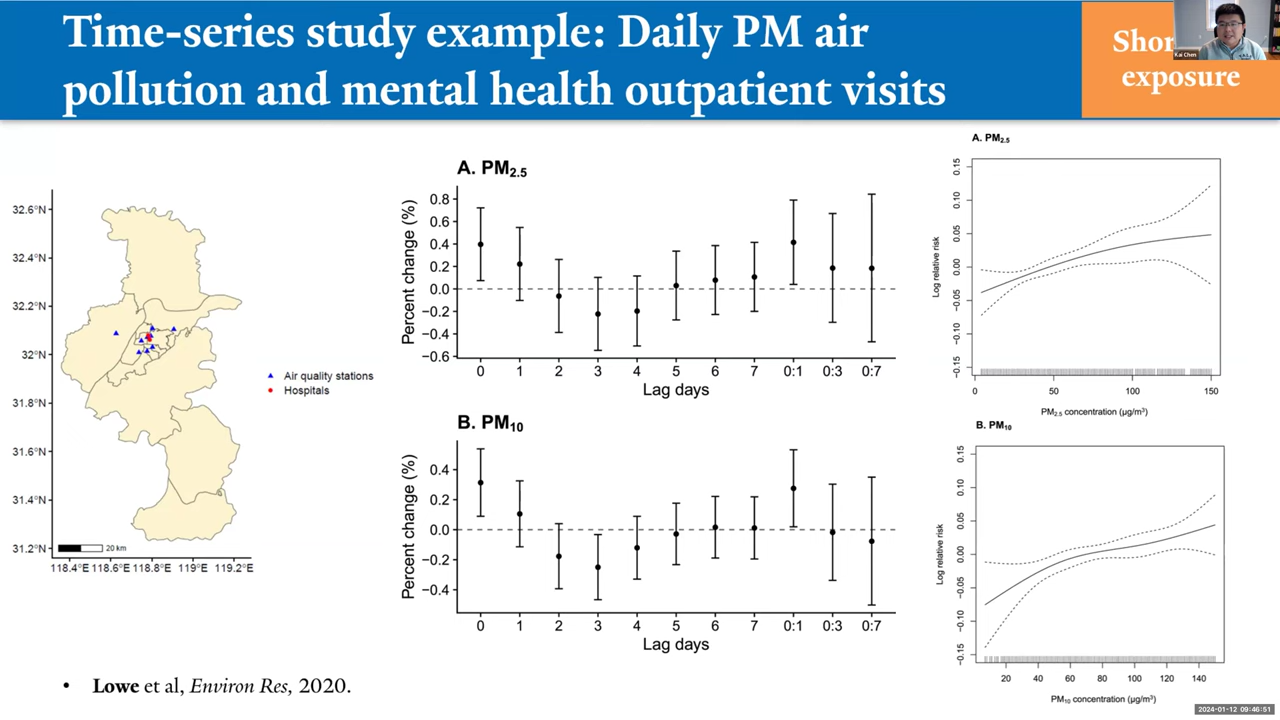 Time-series study example: Daily PM air
pollution and mental health outpatient visits
exposure
Kai Chen
32.6°N
32.4°N
32.2°N
32°N
31.8°N
31.6°N
31.4°N
31.2°N
118.4°E 118.6°E 118.8°E 119°E 119.2°E
20 km
Air quality stations
Hospitals
A. PM2.5
Percent change (%)
0.8
0.6
0.4
0.2
0.0
−0.2
−0.4
−0.6
0 1 2 3 4 5 6 7 0:1 0:3 0:7
Lag days
B. PM10
Percent change (%)
0.4
0.2
0.0
−0.2
−0.4
0 1 2 3 4 5 6 7 0:1 0:3 0:7
Lag days
A. PM2.5
Log relative risk
0.15
0.10
0.05
0.00
−0.05
−0.10
−0.15
0 50 100 150
PM2.5 concentration (μg/m³)
B. PM10
Log relative risk
0.15
0.10
0.05
0.00
−0.05
−0.10
−0.15
20 40 60 80 100 120 140
PM10 concentration (μg/m³)
• Lowe et al, Environ Res, 2020.
2024-01-12 09:46:51